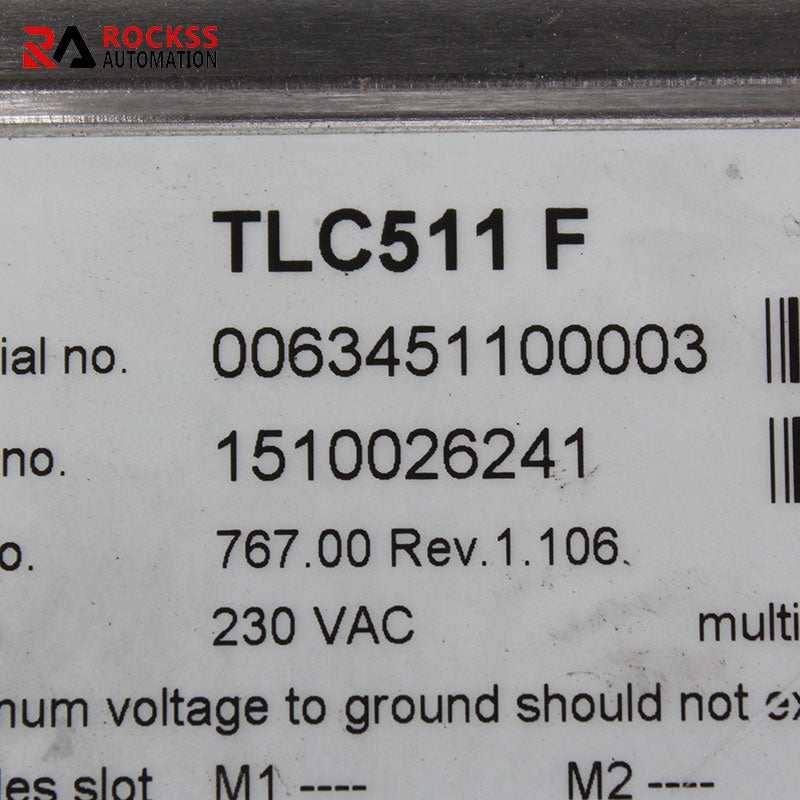 ROCKSS
AUTOMATION
TLC511 F
ial no. 0063451100003
no. 1510026241
o. 767.00 Rev.1.106.
230 VAC multi
num voltage to ground should not ex
les slot M1 ---- M2 ----